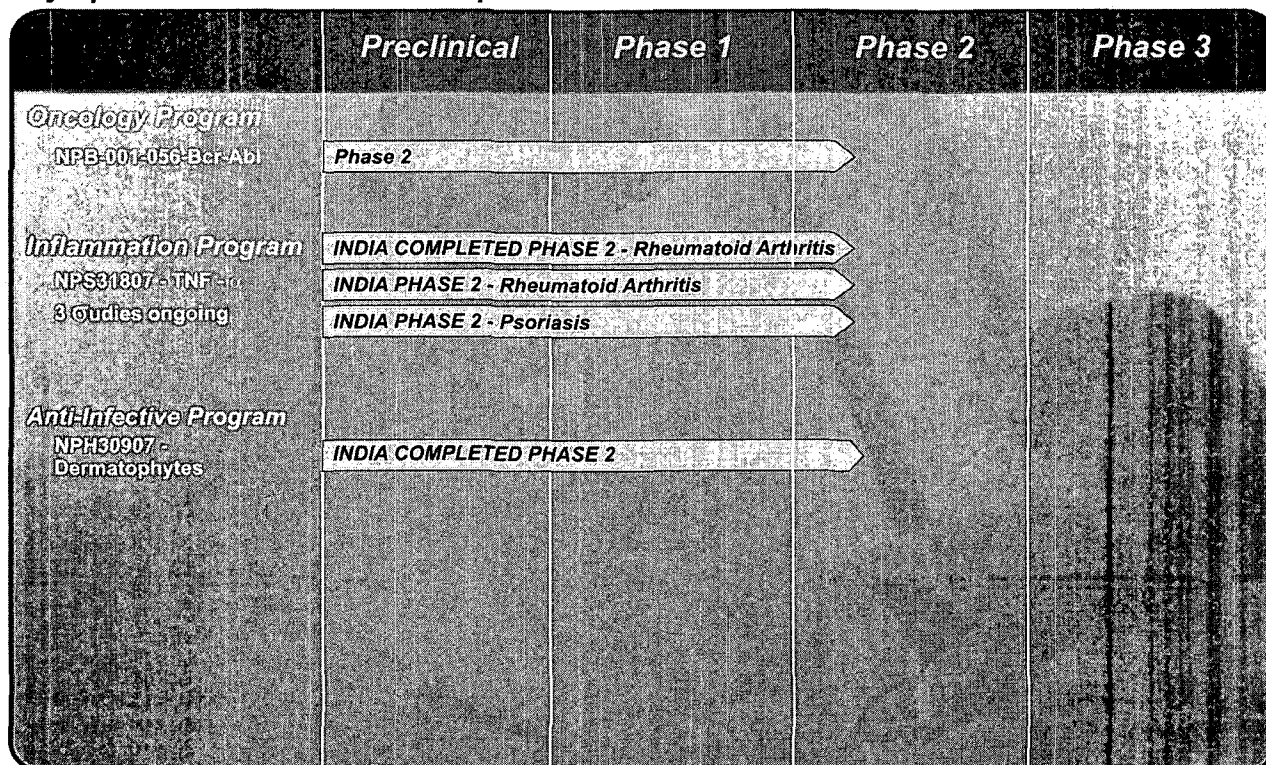 Preclinical Phase 1 Phase 2 Phase 3
Oncology Program
NPB-001-056-Bcr-Abl
Phase 2
Inflammation Program
INDIA COMPLETED PHASE 2 - Rheumatoid Arthritis
NPS31807 - TNF -α
INDIA PHASE 2 - Rheumatoid Arthritis
3 studies ongoing
INDIA PHASE 2 - Psoriasis
Anti-Infective Program
NPH30907 -
Dermatophytes
INDIA COMPLETED PHASE 2